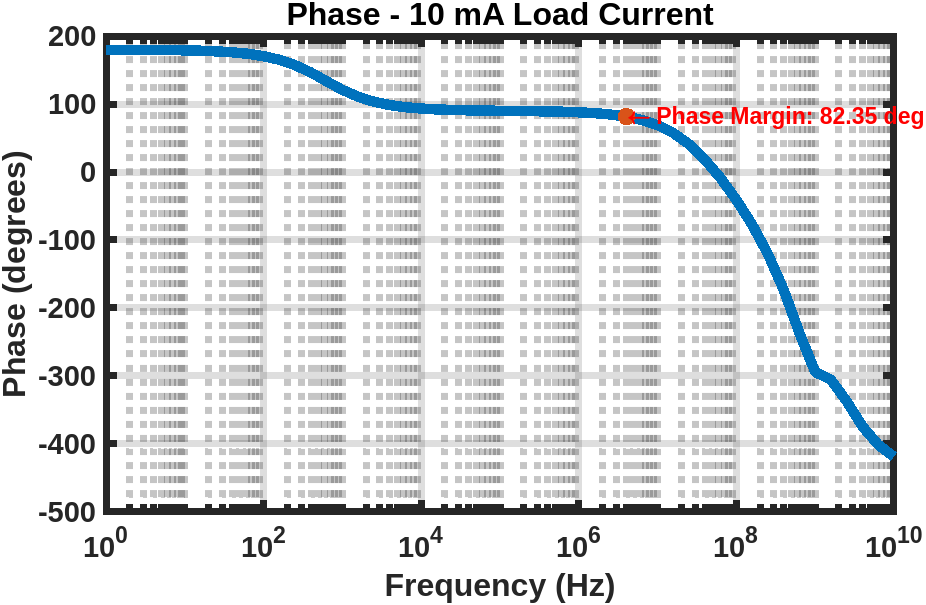 Phase - 10 mA Load Current
200
100
0
-100
-200
-300
-400
-500
Phase (degrees)
Phase Margin: 82.35 deg
10^0 10^2 10^4 10^6 10^8 10^10
Frequency (Hz)